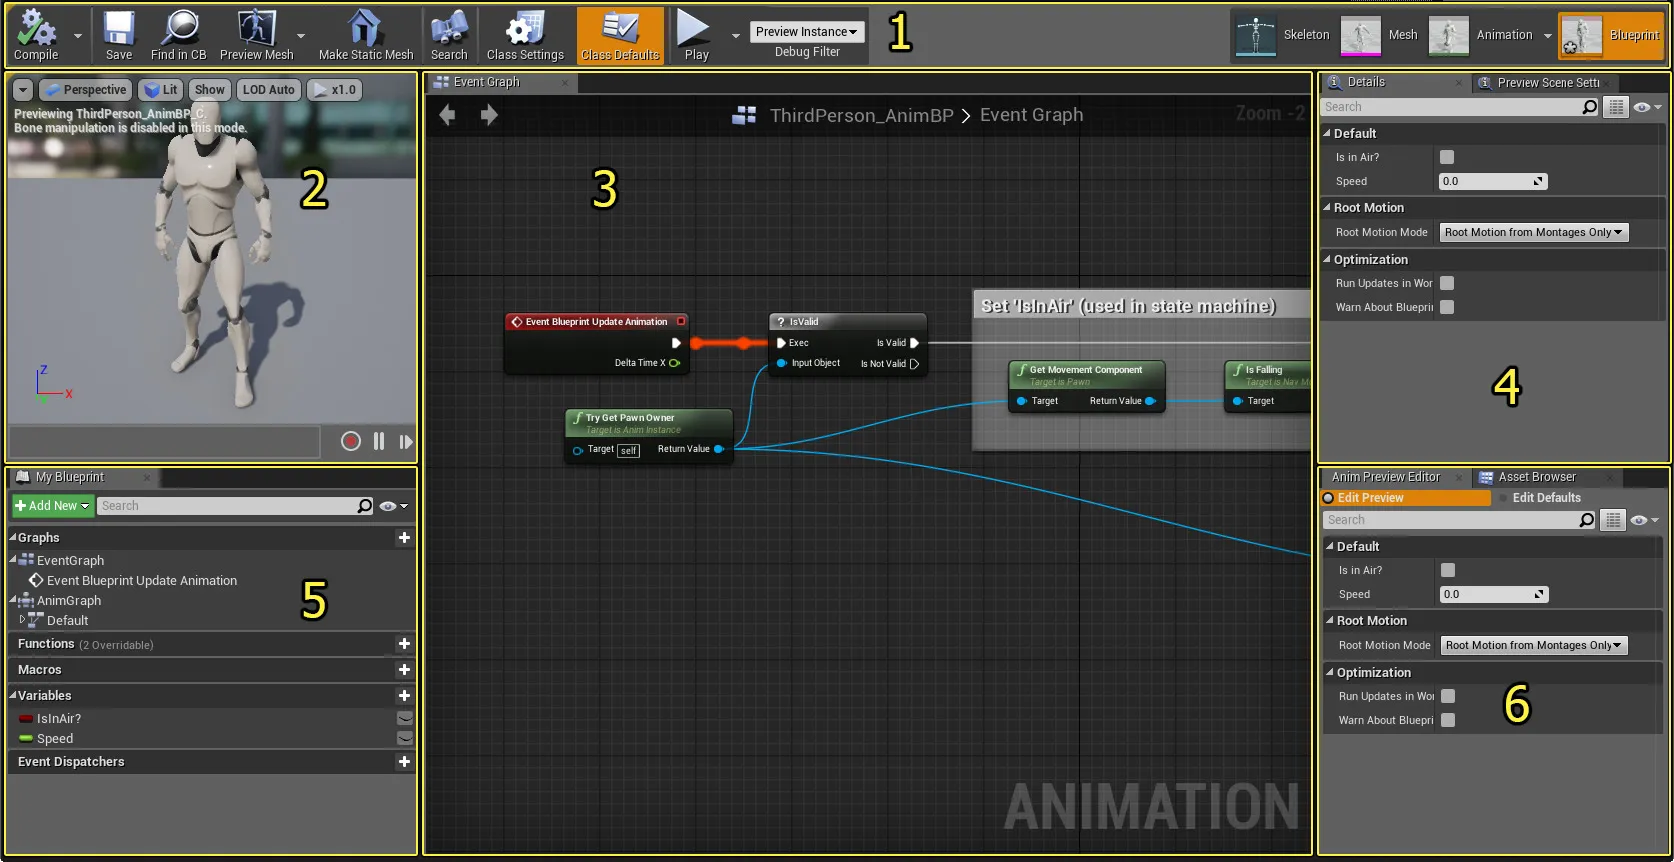 Compile
Save
Find in CB
Preview Mesh
Make Static Mesh
Search
Class Settings
Class Defaults
Play
Preview Instance
Debug Filter
1
Skeleton
Mesh
Animation
Blueprint
Perspective
Lit
Show
LOD Auto
x1.0
Previewing ThirdPerson_AnimBP_C.
Bone manipulation is disabled in this mode.
2
Z
X
Event Graph
ThirdPerson_AnimBP > Event Graph
Zoom -2
3
Event Blueprint Update Animation
Delta Time X
? IsValid
Exec
Is Valid
Input Object
Is Not Valid
Set 'IsInAir' (used in state machine)
f Get Movement Component
Target is Pawn
Target
Return Value
f Is Falling
Target is Nav M
Target
f Try Get Pawn Owner
Target is Anim Instance
Target self
Return Value
ANIMATION
Details
Preview Scene Setti
Search
Default
Is in Air?
Speed
0.0
Root Motion
Root Motion Mode
Root Motion from Montages Only
Optimization
Run Updates in Wor
Warn About Bluepri
4
My Blueprint
+ Add New
Search
Graphs
EventGraph
Event Blueprint Update Animation
AnimGraph
Default
Functions (2 Overridable)
Macros
Variables
IsInAir?
Speed
Event Dispatchers
5
Anim Preview Editor
Asset Browser
Edit Preview
Edit Defaults
Search
Default
Is in Air?
Speed
0.0
Root Motion
Root Motion Mode
Root Motion from Montages Only
Optimization
Run Updates in Wor
Warn About Bluepri
6